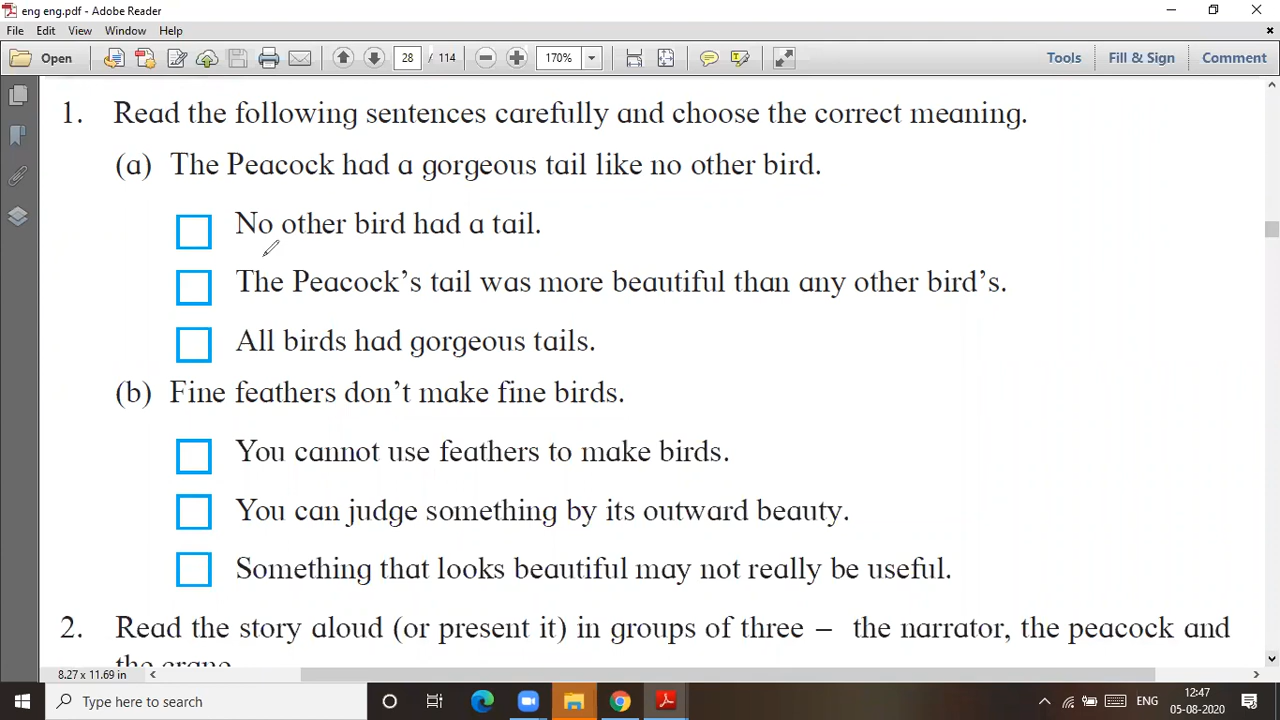 eng eng.pdf - Adobe Reader
File Edit View Window Help
Open 28 / 114 170% Tools Fill & Sign Comment
1. Read the following sentences carefully and choose the correct meaning.
(a) The Peacock had a gorgeous tail like no other bird.
No other bird had a tail.
The Peacock’s tail was more beautiful than any other bird’s.
All birds had gorgeous tails.
(b) Fine feathers don’t make fine birds.
You cannot use feathers to make birds.
You can judge something by its outward beauty.
Something that looks beautiful may not really be useful.
2. Read the story aloud (or present it) in groups of three – the narrator, the peacock and
the crane.
8.27 x 11.69 in
Type here to search ENG 12:47
05-08-2020